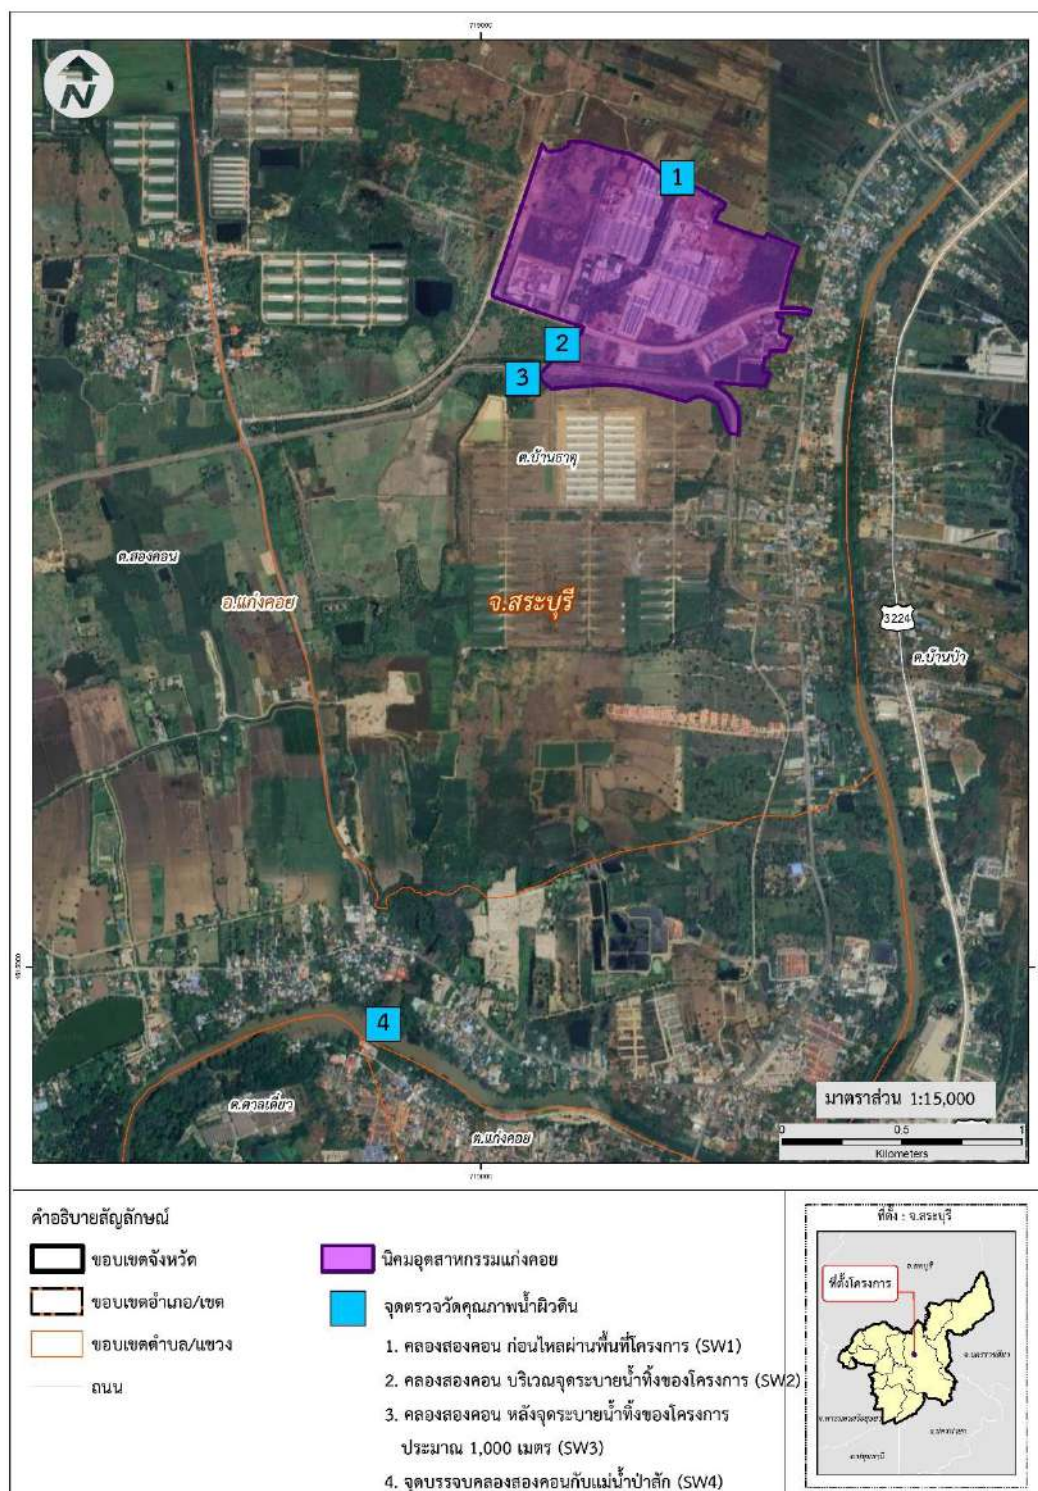 719000
N
1
2
3
ต.บ้านธาตุ
ต.สองคอน
อ.แก่งคอย
จ.สระบุรี
3224
ต.บ้านป่า
4
ต.ตาลเดี่ยว
ต.แก่งคอย
มาตราส่วน 1:15,000
0 0.5 1
Kilometers
719000
คำอธิบายสัญลักษณ์
ขอบเขตจังหวัด
ขอบเขตอำเภอ/เขต
ขอบเขตตำบล/แขวง
ถนน
นิคมอุตสาหกรรมแก่งคอย
จุดตรวจวัดคุณภาพน้ำผิวดิน
1. คลองสองคอน ก่อนไหลผ่านพื้นที่โครงการ (SW1)
2. คลองสองคอน บริเวณจุดระบายน้ำทิ้งของโครงการ (SW2)
3. คลองสองคอน หลังจุดระบายน้ำทิ้งของโครงการ
ประมาณ 1,000 เมตร (SW3)
4. จุดบรรจบคลองสองคอนกับแม่น้ำป่าสัก (SW4)
ที่ตั้ง : จ.สระบุรี
จ.ลพบุรี
ที่ตั้งโครงการ
จ.นครราชสีมา